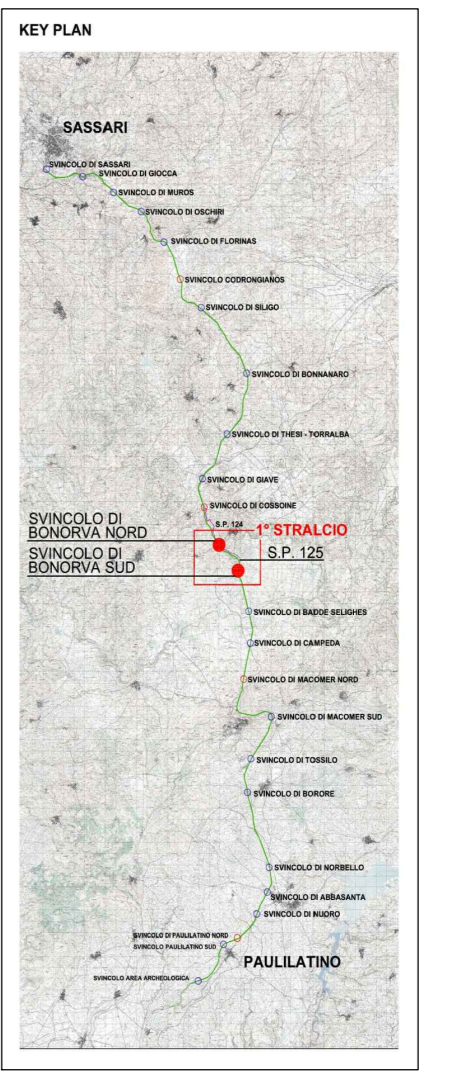 KEY PLAN
SASSARI
SVINCOLO DI SASSARI
SVINCOLO DI GIOCCA
SVINCOLO DI MUROS
SVINCOLO DI OSCHIRI
SVINCOLO DI FLORINAS
SVINCOLO CODRONGIANOS
SVINCOLO DI SILIGO
SVINCOLO DI BONNANARO
SVINCOLO DI THESI - TORRALBA
SVINCOLO DI GIAVE
SVINCOLO DI COSSOINE
SVINCOLO DI
BONORVA NORD
S.P. 124
1° STRALCIO
SVINCOLO DI
BONORVA SUD
S.P. 125
SVINCOLO DI BADDE SELIGHES
SVINCOLO DI CAMPEDA
SVINCOLO DI MACOMER NORD
SVINCOLO DI MACOMER SUD
SVINCOLO DI TOSSILO
SVINCOLO DI BORORE
SVINCOLO DI NORBELLO
SVINCOLO DI ABBASANTA
SVINCOLO DI NUORO
SVINCOLO DI PAULILATINO NORD
SVINCOLO PAULILATINO SUD
PAULILATINO
SVINCOLO AREA ARCHEOLOGICA